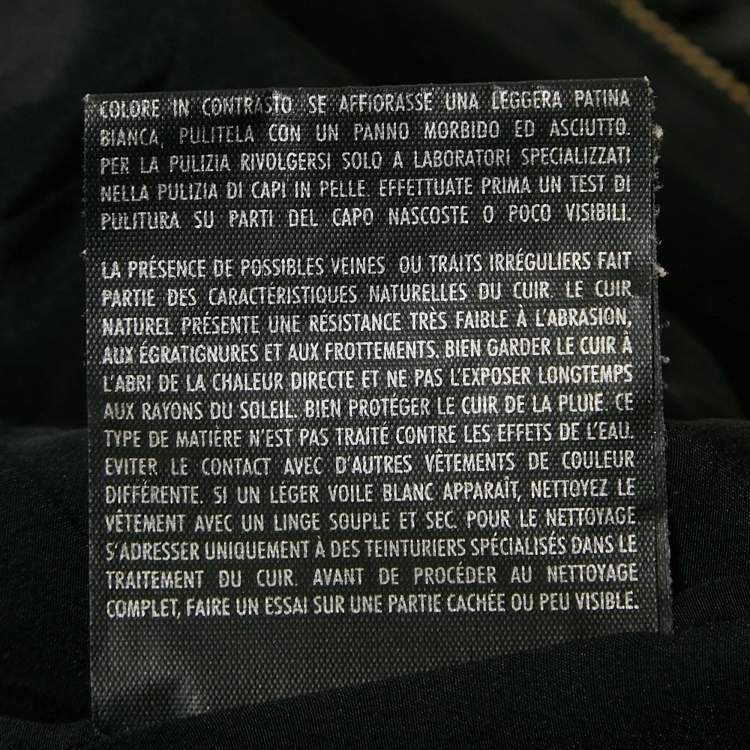 COLORE IN CONTRASTO. SE AFFIORASSE UNA LEGGERA PATINA
BIANCA, PULITELA CON UN PANNO MORBIDO ED ASCIUTTO.
PER LA PULIZIA RIVOLGERSI SOLO A LABORATORI SPECIALIZZATI
NELLA PULIZIA DI CAPI IN PELLE. EFFETTUATE PRIMA UN TEST DI
PULITURA SU PARTI DEL CAPO NASCOSTE O POCO VISIBILI.
LA PRÉSENCE DE POSSIBLES VEINES OU TRAITS IRRÉGULIERS FAIT
PARTIE DES CARACTÉRISTIQUES NATURELLES DU CUIR. LE CUIR
NATUREL PRÉSENTE UNE RÉSISTANCE TRÈS FAIBLE À L'ABRASION,
AUX ÉGRATIGNURES ET AUX FROTTEMENTS. BIEN GARDER LE CUIR À
L'ABRI DE LA CHALEUR DIRECTE ET NE PAS L'EXPOSER LONGTEMPS
AUX RAYONS DU SOLEIL. BIEN PROTÉGER LE CUIR DE LA PLUIE. CE
TYPE DE MATIÈRE N'EST PAS TRAITÉ CONTRE LES EFFETS DE L'EAU.
EVITER LE CONTACT AVEC D'AUTRES VÊTEMENTS DE COULEUR
DIFFÉRENTE. SI UN LÉGER VOILE BLANC APPARAÎT, NETTOYEZ LE
VÊTEMENT AVEC UN LINGE SOUPLE ET SEC. POUR LE NETTOYAGE
S'ADRESSER UNIQUEMENT À DES TEINTURIERS SPÉCIALISÉS DANS LE
TRAITEMENT DU CUIR. AVANT DE PROCÉDER AU NETTOYAGE
COMPLET, FAIRE UN ESSAI SUR UNE PARTIE CACHÉE OU PEU VISIBLE.